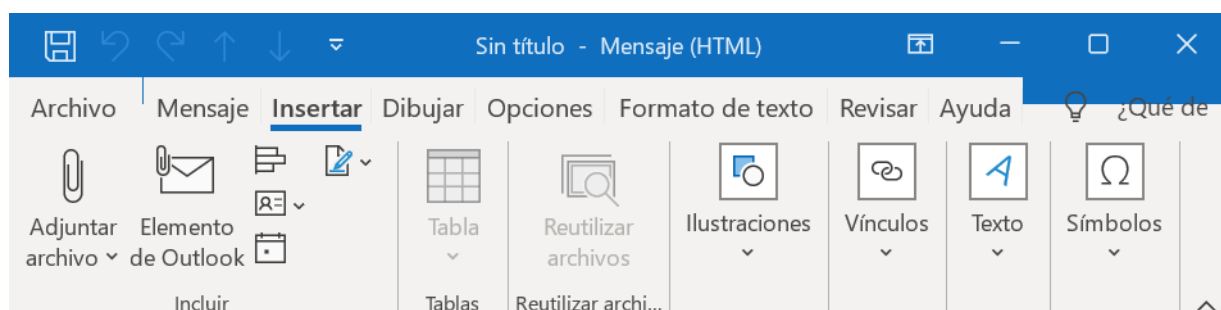 Sin título - Mensaje (HTML)
Archivo Mensaje Insertar Dibujar Opciones Formato de texto Revisar Ayuda ¿Qué de
Adjuntar archivo
Elemento de Outlook
Tabla
Reutilizar archivos
Ilustraciones
Vínculos
Texto
Símbolos
Incluir
Tablas
Reutilizar archi...